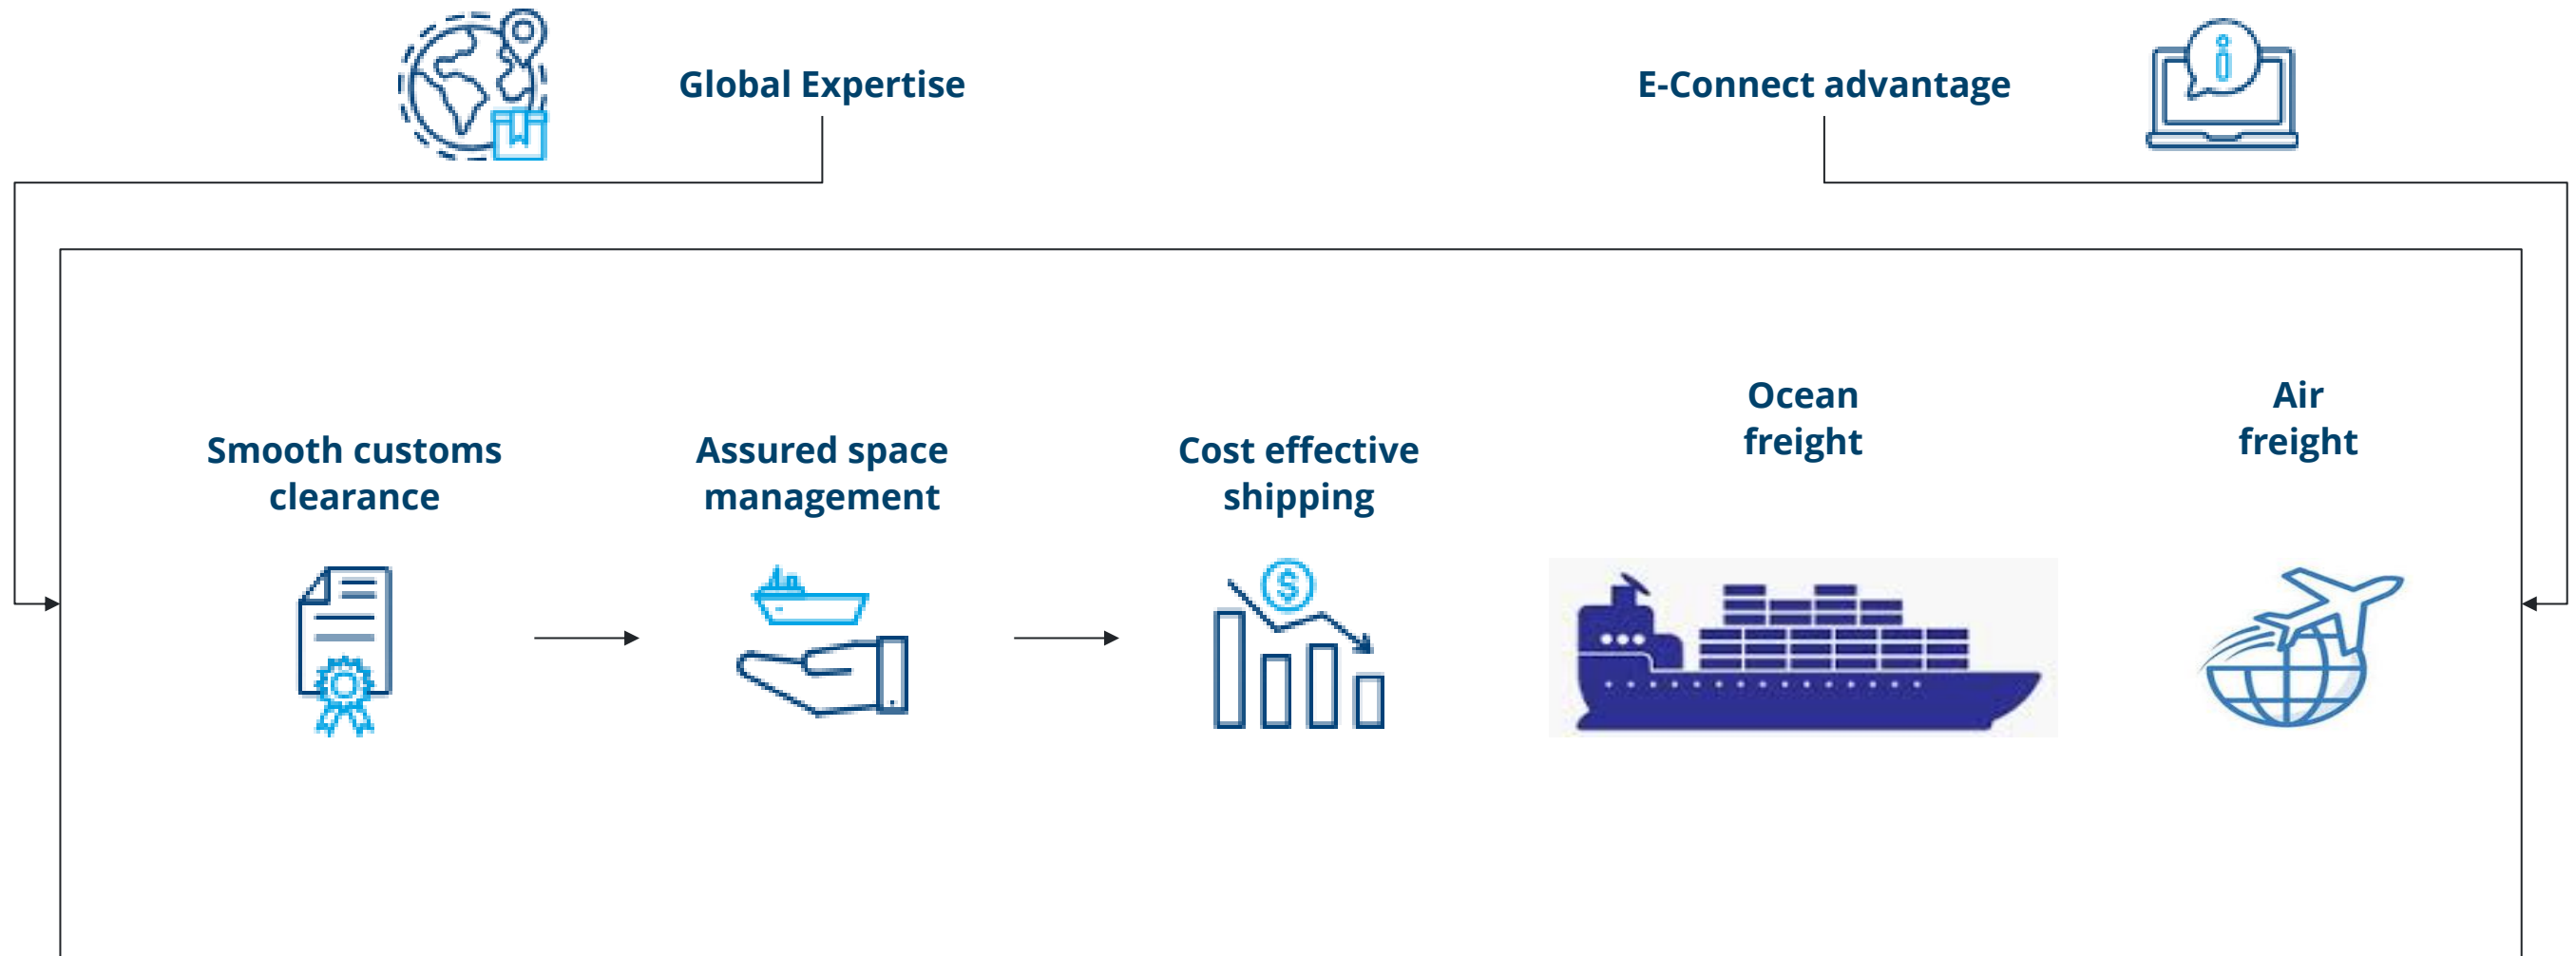 Global Expertise
E-Connect advantage
Smooth customs
clearance
Assured space
management
Cost effective
shipping
Ocean
freight
Air
freight